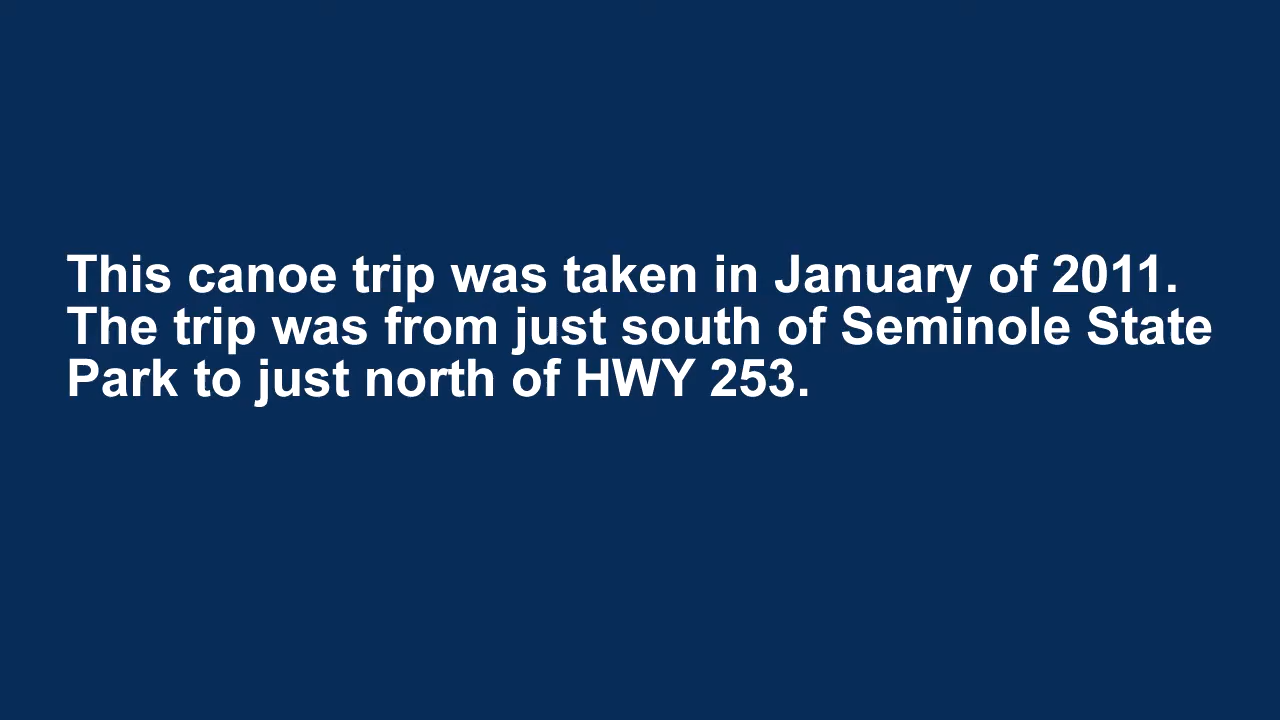 This canoe trip was taken in January of 2011.
The trip was from just south of Seminole State
Park to just north of HWY 253.